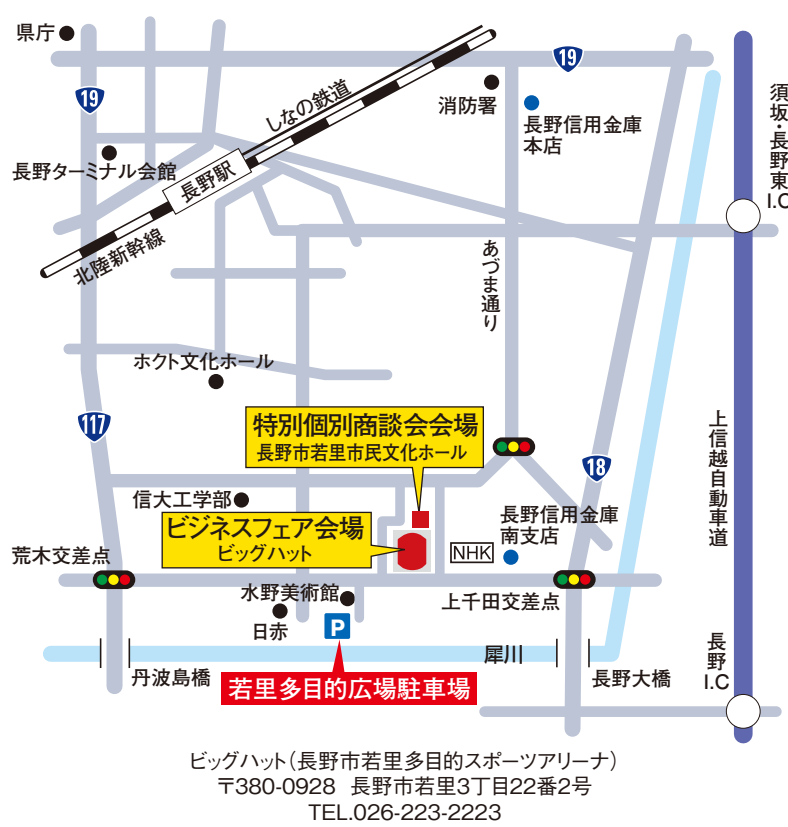 県庁
19
19
しなの鉄道
消防署
長野信用金庫
本店
須坂・長野東I.C
長野ターミナル会館
長野駅
北陸新幹線
あづま通り
ホクト文化ホール
117
特別個別商談会会場
長野市若里市民文化ホール
18
上信越自動車道
信大工学部
ビジネスフェア会場
ビッグハット
長野信用金庫
南支店
NHK
荒木交差点
水野美術館
上千田交差点
日赤
P
犀川
長野I.C
丹波島橋
若里多目的広場駐車場
長野大橋
ビッグハット（長野市若里多目的スポーツアリーナ）
〒380-0928 長野市若里3丁目22番2号
TEL.026-223-2223